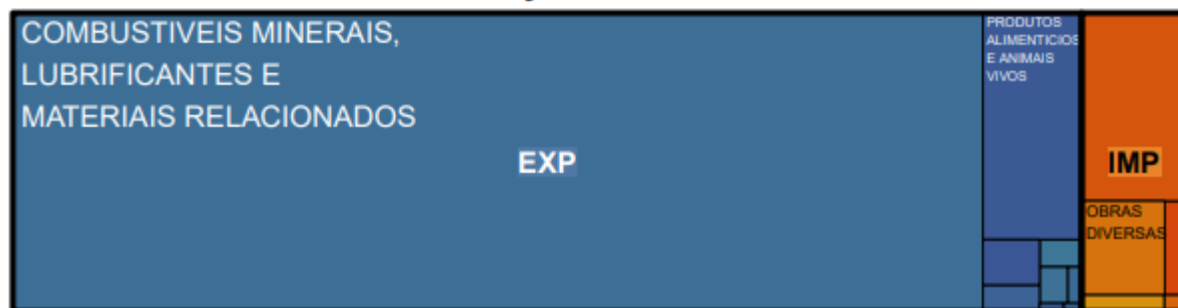 COMBUSTIVEIS MINERAIS,
LUBRIFICANTES E
MATERIAIS RELACIONADOS
EXP
PRODUTOS
ALIMENTICIOS
E ANIMAIS
VIVOS
IMP
OBRAS
DIVERSAS